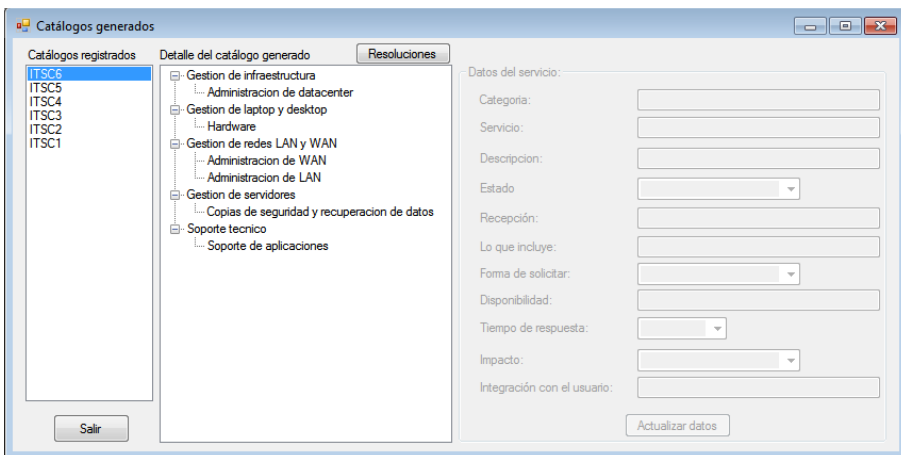 Catálogos generados
Catálogos registrados
ITSC6
ITSC5
ITSC4
ITSC3
ITSC2
ITSC1
Salir
Detalle del catálogo generado
Resoluciones
Gestion de infraestructura
Administracion de datacenter
Gestion de laptop y desktop
Hardware
Gestion de redes LAN y WAN
Administracion de WAN
Administracion de LAN
Gestion de servidores
Copias de seguridad y recuperacion de datos
Soporte tecnico
Soporte de aplicaciones
Datos del servicio:
Categoria:
Servicio:
Descripcion:
Estado
Recepción:
Lo que incluye:
Forma de solicitar:
Disponibilidad:
Tiempo de respuesta:
Impacto:
Integración con el usuario:
Actualizar datos